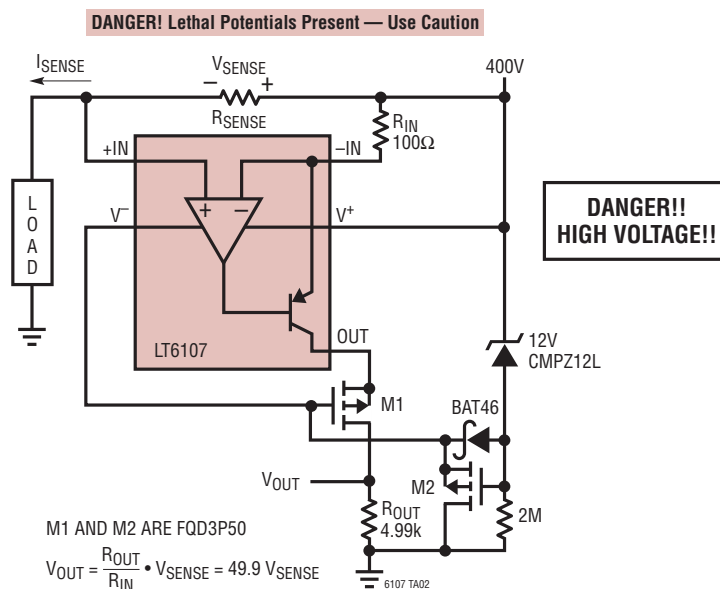 DANGER! Lethal Potentials Present — Use Caution
ISENSE
VSENSE
– +
RSENSE
400V
RIN
100Ω
+IN
–IN
LOAD
V–
V+
+ –
DANGER!!
HIGH VOLTAGE!!
OUT
LT6107
12V
CMPZ12L
M1
BAT46
VOUT
M2
ROUT
4.99k
2M
M1 AND M2 ARE FQD3P50
VOUT = ROUT/RIN • VSENSE = 49.9 VSENSE
6107 TA02